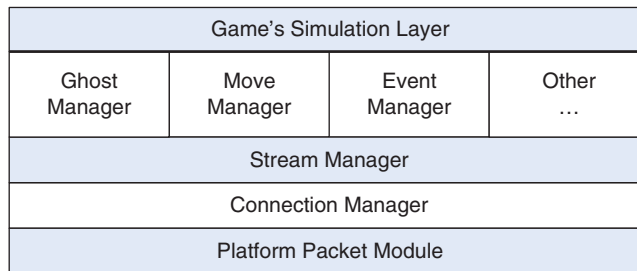 Game’s Simulation Layer
Ghost
Manager
Move
Manager
Event
Manager
Other
…
Stream Manager
Connection Manager
Platform Packet Module